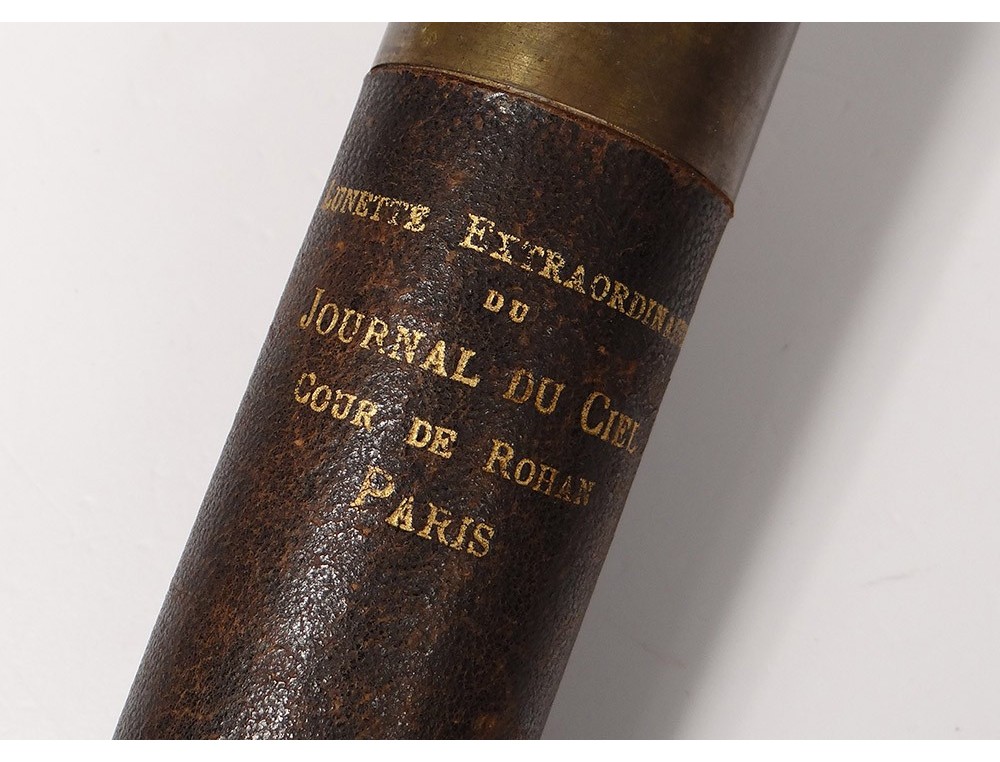 LUNETTE EXTRAORDINAIRE
DU
JOURNAL DU CIEL
COUR DE ROHAN
PARIS